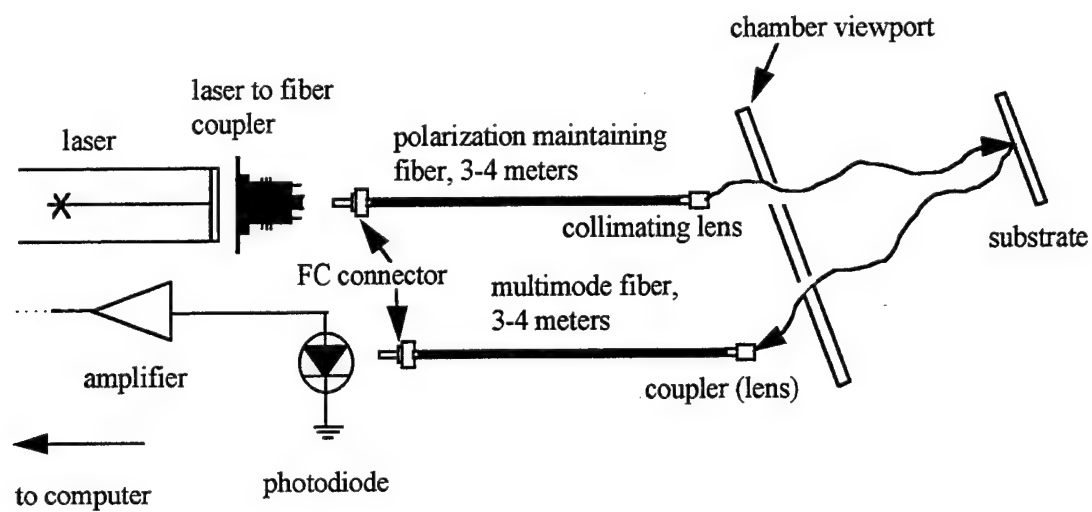 chamber viewport
laser to fiber
coupler
laser
polarization maintaining
fiber, 3-4 meters
collimating lens
substrate
FC connector
multimode fiber,
3-4 meters
amplifier
coupler (lens)
photodiode
to computer